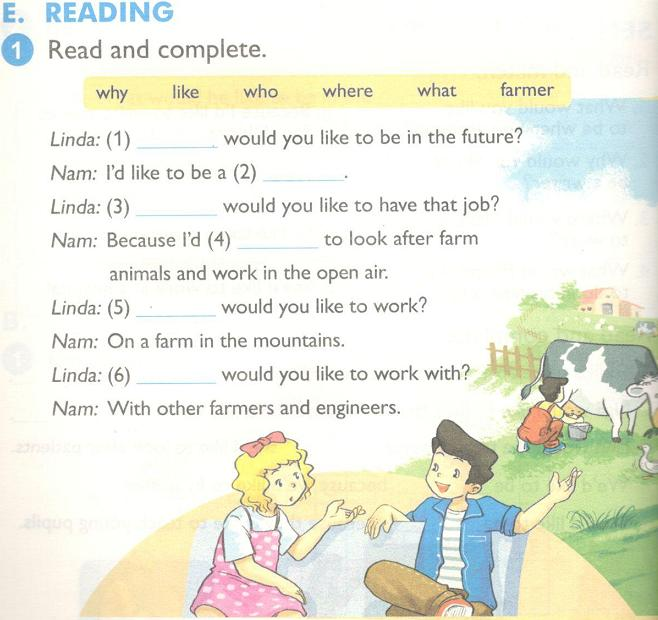 E. READING
1 Read and complete.
why like who where what farmer
Linda: (1) ________ would you like to be in the future?
Nam: I'd like to be a (2) ________.
Linda: (3) ________ would you like to have that job?
Nam: Because I'd (4) ________ to look after farm
animals and work in the open air.
Linda: (5) ________ would you like to work?
Nam: On a farm in the mountains.
Linda: (6) ________ would you like to work with?
Nam: With other farmers and engineers.